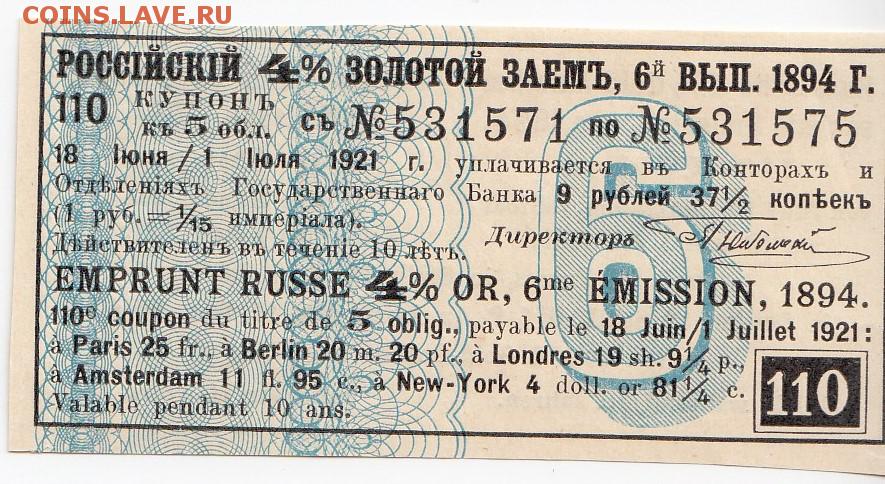 COINS.LAVE.RU
РОССІЙСКІЙ 4% ЗОЛОТОЙ ЗАЕМЪ, 6й ВЫП. 1894 Г.
110 КУПОНЪ
къ 5 обл. съ №531571 по №531575
18 Іюня / 1 Іюля 1921 г. уплачивается въ Конторахъ и
Отдѣленіяхъ Государственнаго Банка 9 рублей 37½ копѣекъ
(1 руб.=1/15 имперіала).
Дѣйствителенъ въ теченіе 10 лѣтъ. Директоръ
EMPRUNT RUSSE 4% OR, 6me ÉMISSION, 1894.
110e coupon du titre de 5 oblig., payable le 18 Juin/1 Juillet 1921:
à Paris 25 fr., à Berlin 20 m. 20 pf., à Londres 19 sh. 9¼ p.,
à Amsterdam 11 fl. 95 c., à New-York 4 doll. or 81¼ c.
Valable pendant 10 ans.
110
6